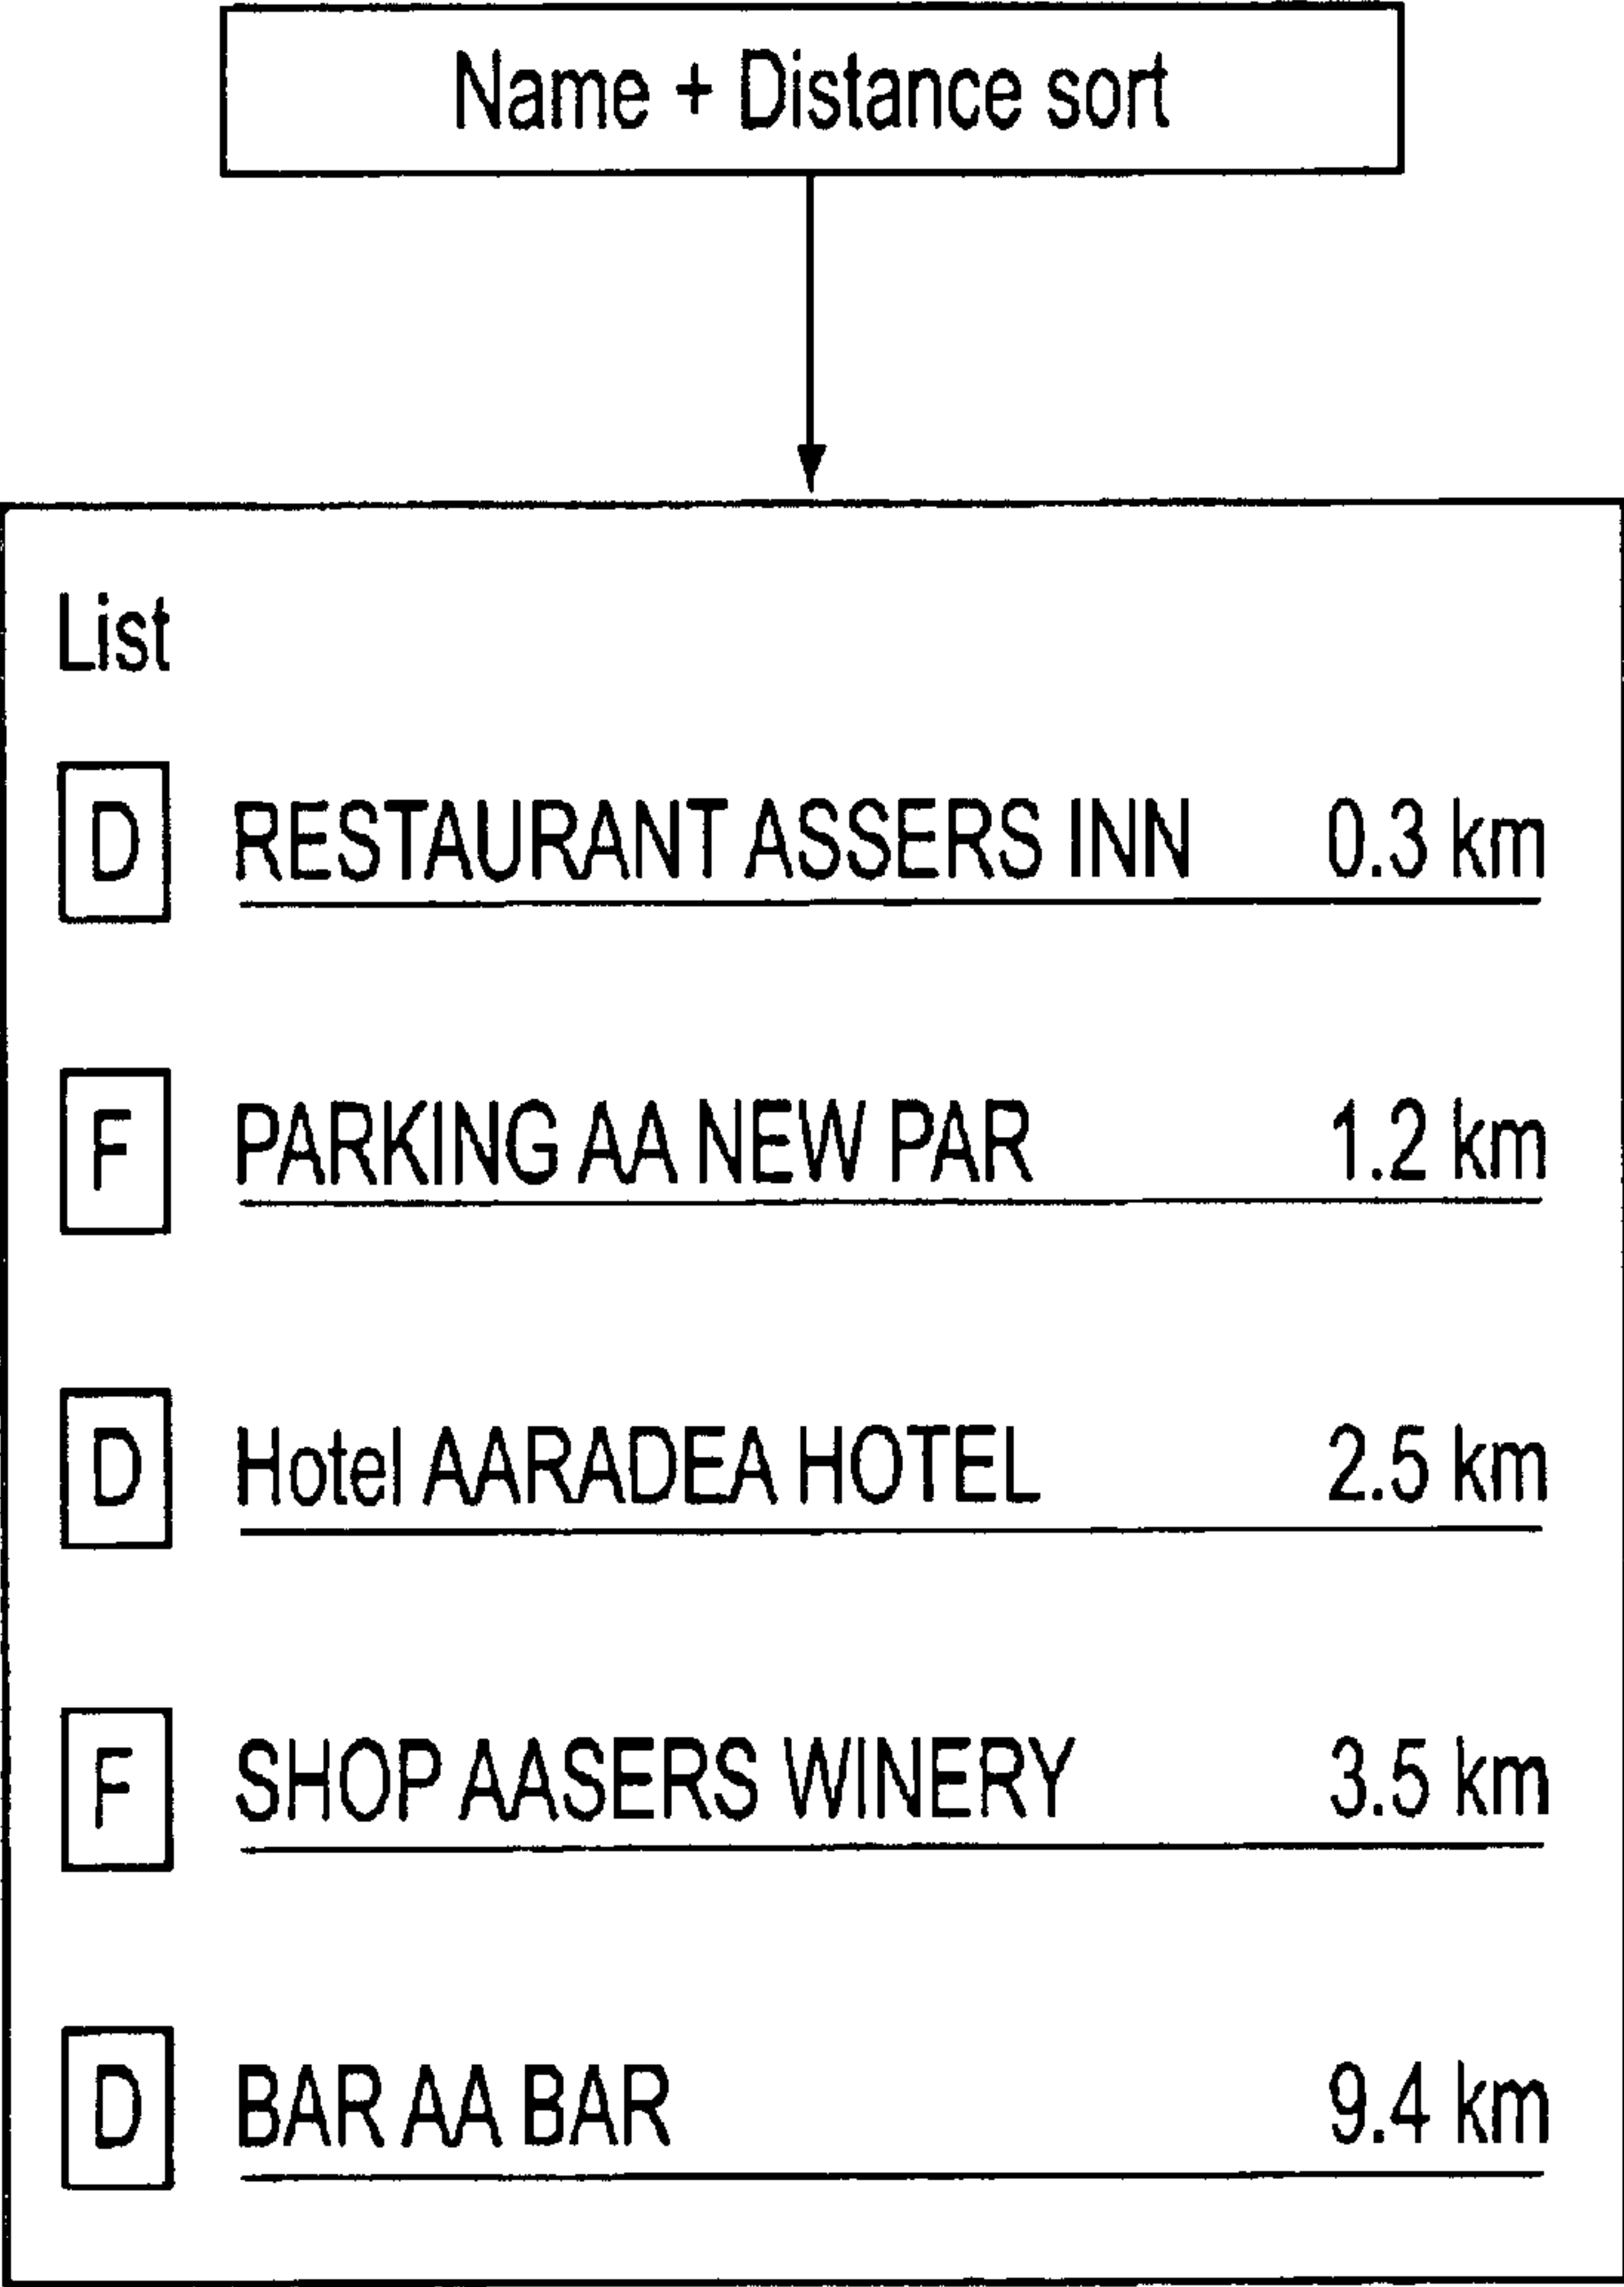 Name + Distance sort
List
D RESTAURANT ASSERS INN 0.3 km
F PARKING AA NEW PAR 1.2 km
D Hotel AARADEA HOTEL 2.5 km
F SHOP AASERS WINERY 3.5 km
D BAR AA BAR 9.4 km